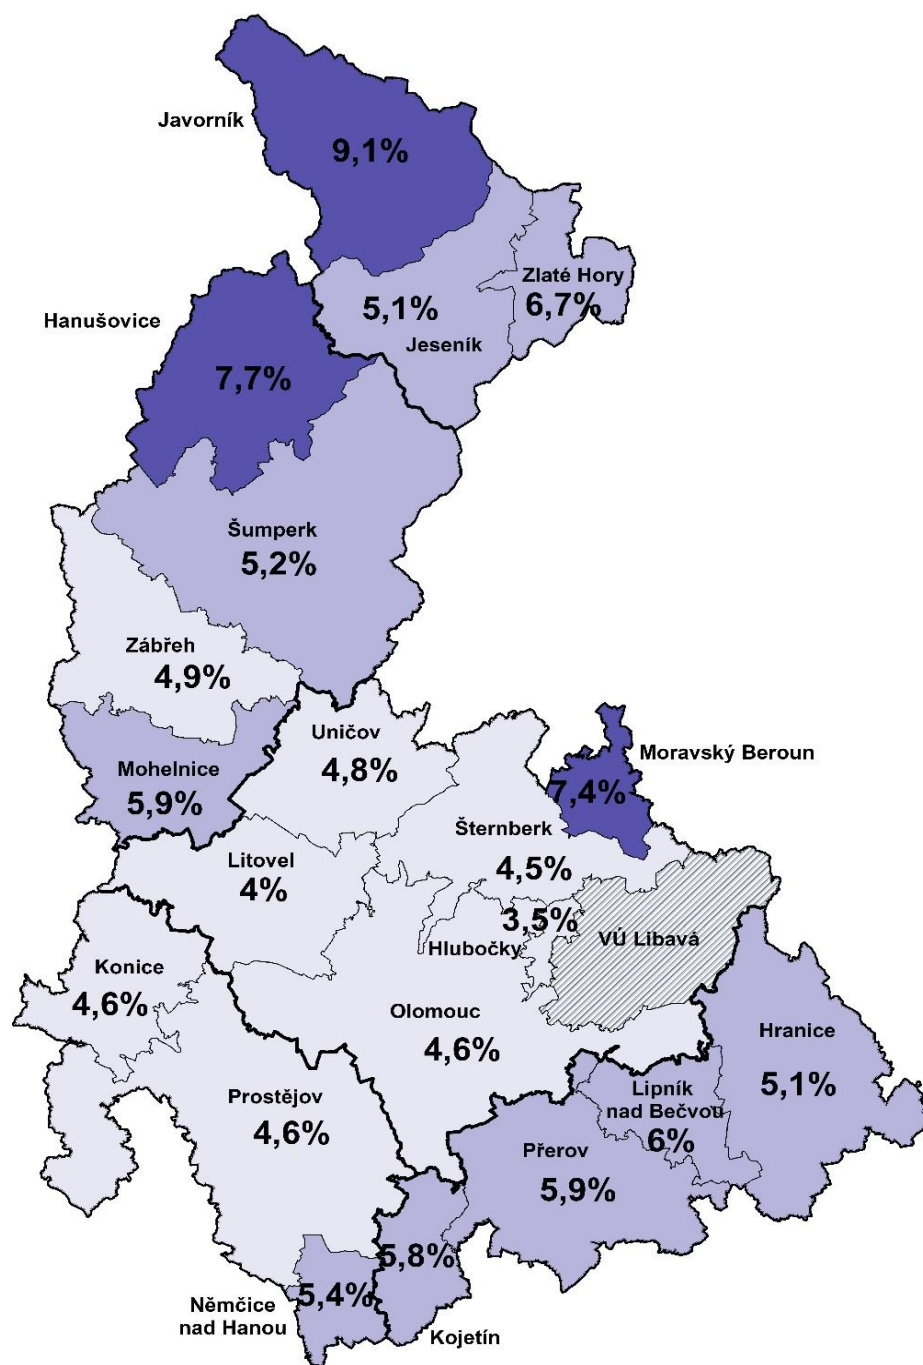 Javorník
9,1%
Zlaté Hory
6,7%
5,1%
Jeseník
Hanušovice
7,7%
Šumperk
5,2%
Zábřeh
4,9%
Uničov
4,8%
Moravský Beroun
7,4%
Mohelnice
5,9%
Šternberk
4,5%
Litovel
4%
3,5%
Hlubočky
VÚ Libavá
Konice
4,6%
Olomouc
4,6%
Hranice
5,1%
Prostějov
4,6%
Lipník
nad Bečvou
6%
Přerov
5,9%
5,8%
Kojetín
5,4%
Němčice
nad Hanou